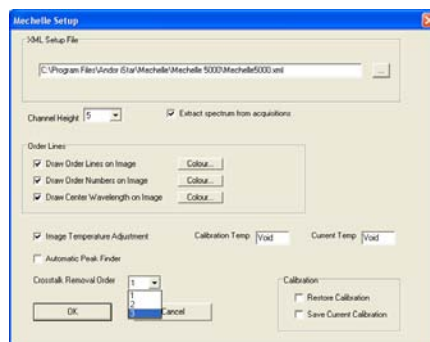 Mechelle Setup
XML Setup File
C:\Program Files\Andor iStar\Mechelle\Mechelle 5000\Mechelle5000.xml
...
Channel Height 5
Extract spectrum from acquisitions
Order Lines
Draw Order Lines on Image Colour...
Draw Order Numbers on Image Colour...
Draw Center Wavelength on Image Colour...
Image Temperature Adjustment Calibration Temp Void Current Temp Void
Automatic Peak Finder
Crosstalk Removal Order 1
1
2
3
OK Cancel
Calibration
Restore Calibration
Save Current Calibration